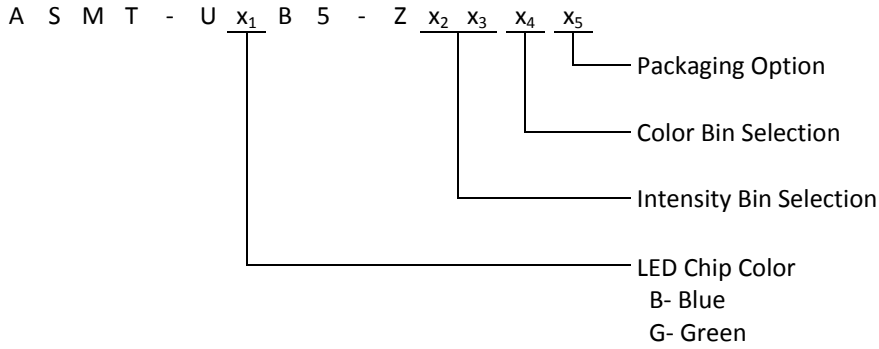 A S M T - U x₁ B 5 - Z x₂ x₃ x₄ x₅
Packaging Option
Color Bin Selection
Intensity Bin Selection
LED Chip Color
B- Blue
G- Green